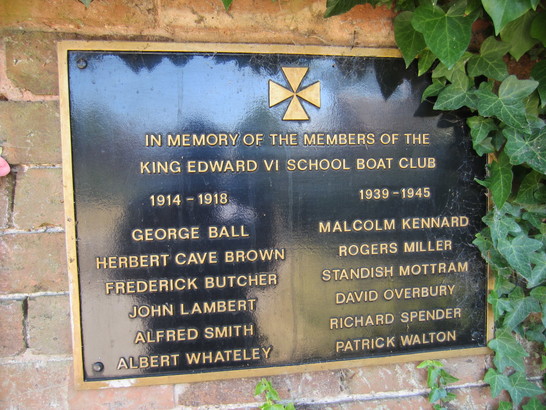 IN MEMORY OF THE MEMBERS OF THE
KING EDWARD VI SCHOOL BOAT CLUB
1914 - 1918
GEORGE BALL
HERBERT CAVE BROWN
FREDERICK BUTCHER
JOHN LAMBERT
ALFRED SMITH
ALBERT WHATELEY
1939 - 1945
MALCOLM KENNARD
ROGERS MILLER
STANDISH MOTTRAM
DAVID OVERBURY
RICHARD SPENDER
PATRICK WALTON